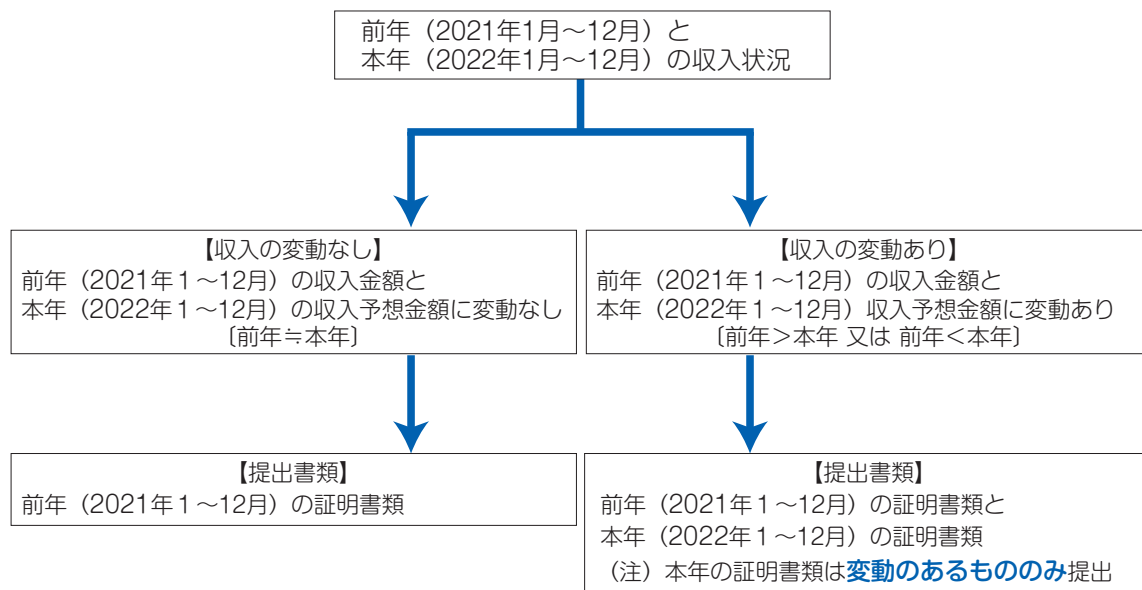 前年（2021年1月～12月）と
本年（2022年1月～12月）の収入状況
【収入の変動なし】
前年（2021年１～12月）の収入金額と
本年（2022年１～12月）の収入予想金額に変動なし
〔前年≒本年〕
【収入の変動あり】
前年（2021年１～12月）の収入金額と
本年（2022年１～12月）収入予想金額に変動あり
〔前年＞本年 又は 前年＜本年〕
【提出書類】
前年（2021年１～12月）の証明書類
【提出書類】
前年（2021年１～12月）の証明書類と
本年（2022年１～12月）の証明書類
（注）本年の証明書類は変動のあるもののみ提出